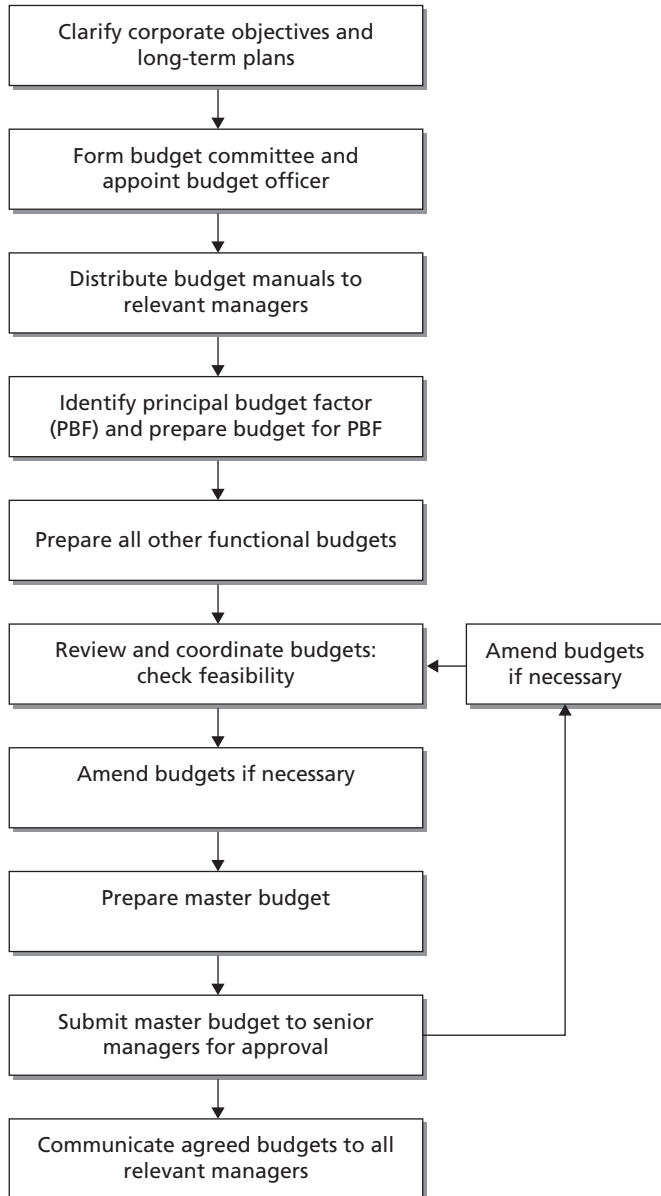 Clarify corporate objectives and
long-term plans
Form budget committee and
appoint budget officer
Distribute budget manuals to
relevant managers
Identify principal budget factor
(PBF) and prepare budget for PBF
Prepare all other functional budgets
Review and coordinate budgets:
check feasibility
Amend budgets
if necessary
Amend budgets if necessary
Prepare master budget
Submit master budget to senior
managers for approval
Communicate agreed budgets to all
relevant managers